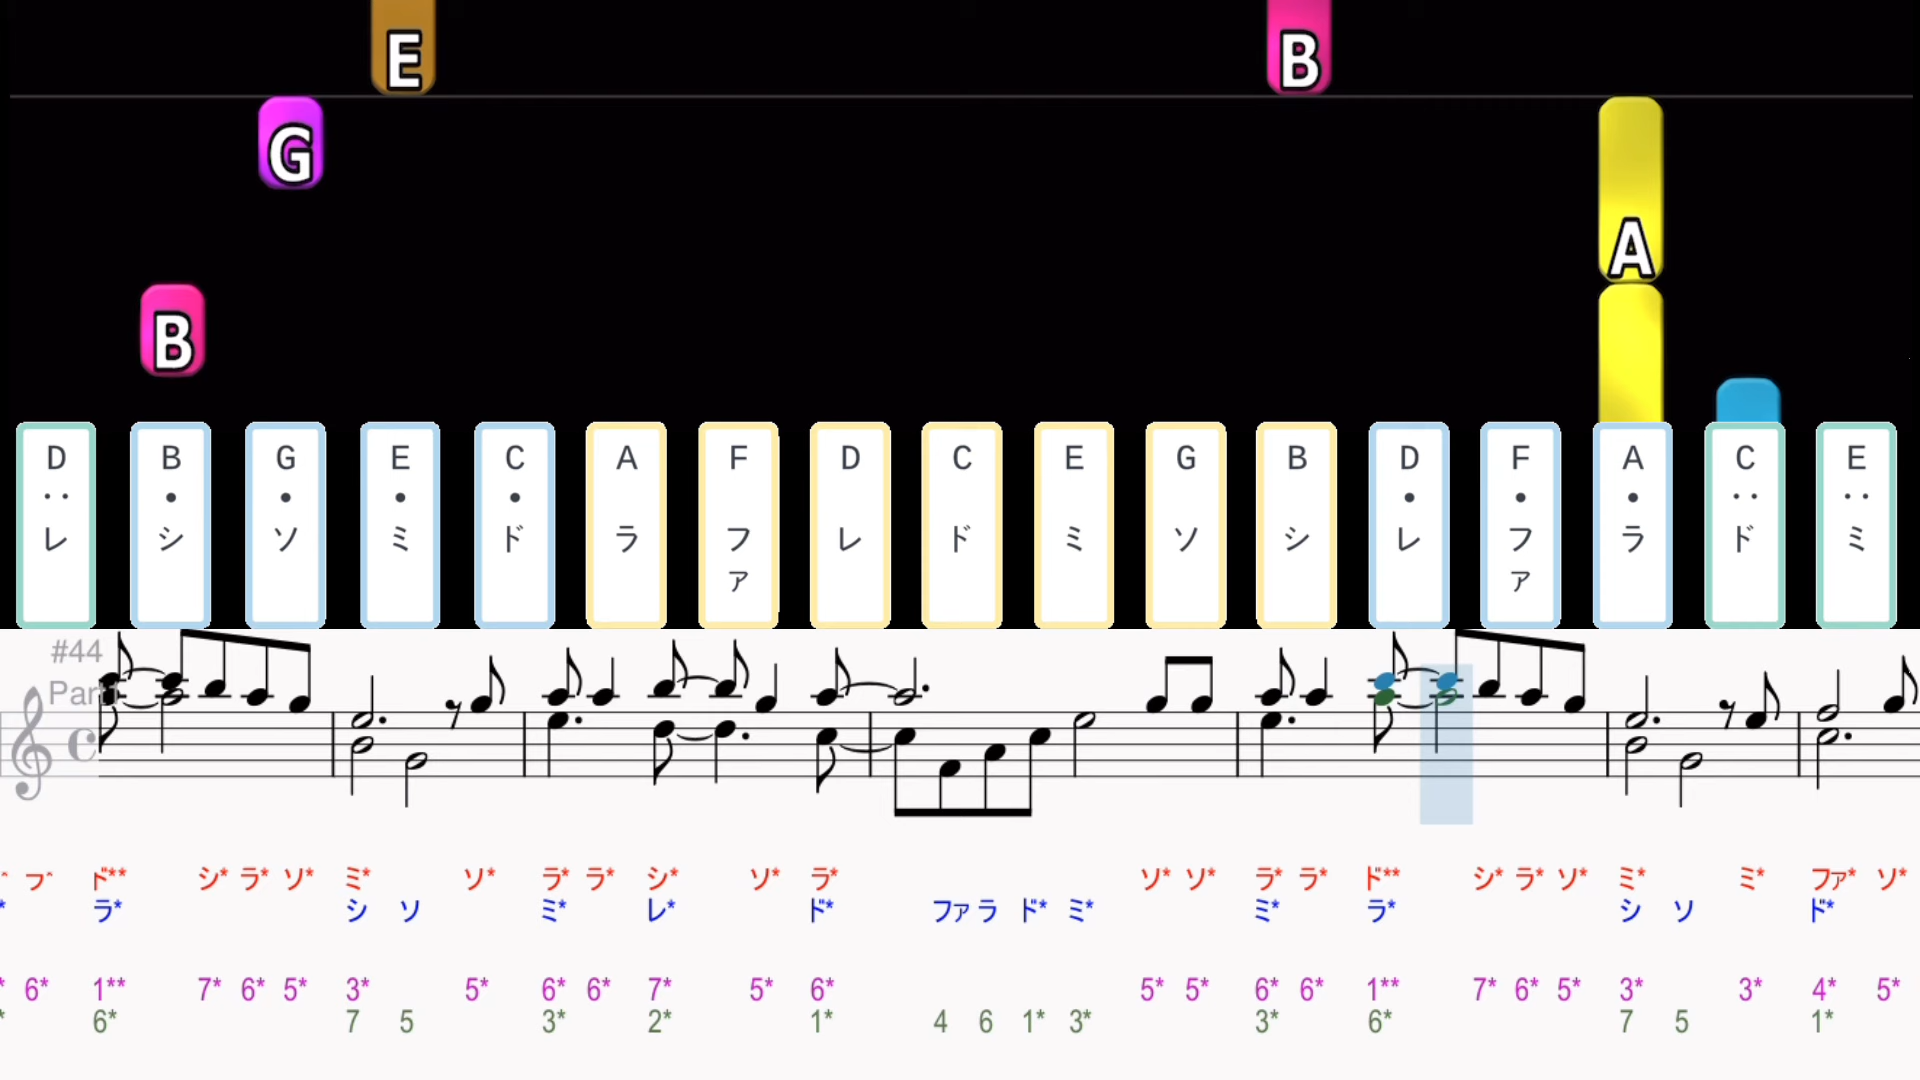 E B
G
A
B
D B G E C A F D C E G B D F A C E
•• • • • • • • • •• ••
レ シ ソ ミ ド ラ ファ レ ド ミ ソ シ レ ファ ラ ド ミ
#44
Part1
ド** シ* ラ* ソ* ミ* ソ* ラ* ラ* シ* ソ* ラ* ソ* ソ* ラ* ラ* ド** シ* ラ* ソ* ミ* ミ* ファ* ソ*
* ラ* シ ソ ミ* レ* ド* ファ ラ ド* ミ* ミ* ラ* シ ソ ド*
* 6* 1** 7* 6* 5* 3* 5* 6* 6* 7* 5* 6* 5* 5* 6* 6* 1** 7* 6* 5* 3* 3* 4* 5*
* 6* 7 5 3* 2* 1* 4 6 1* 3* 3* 6* 7 5 1*